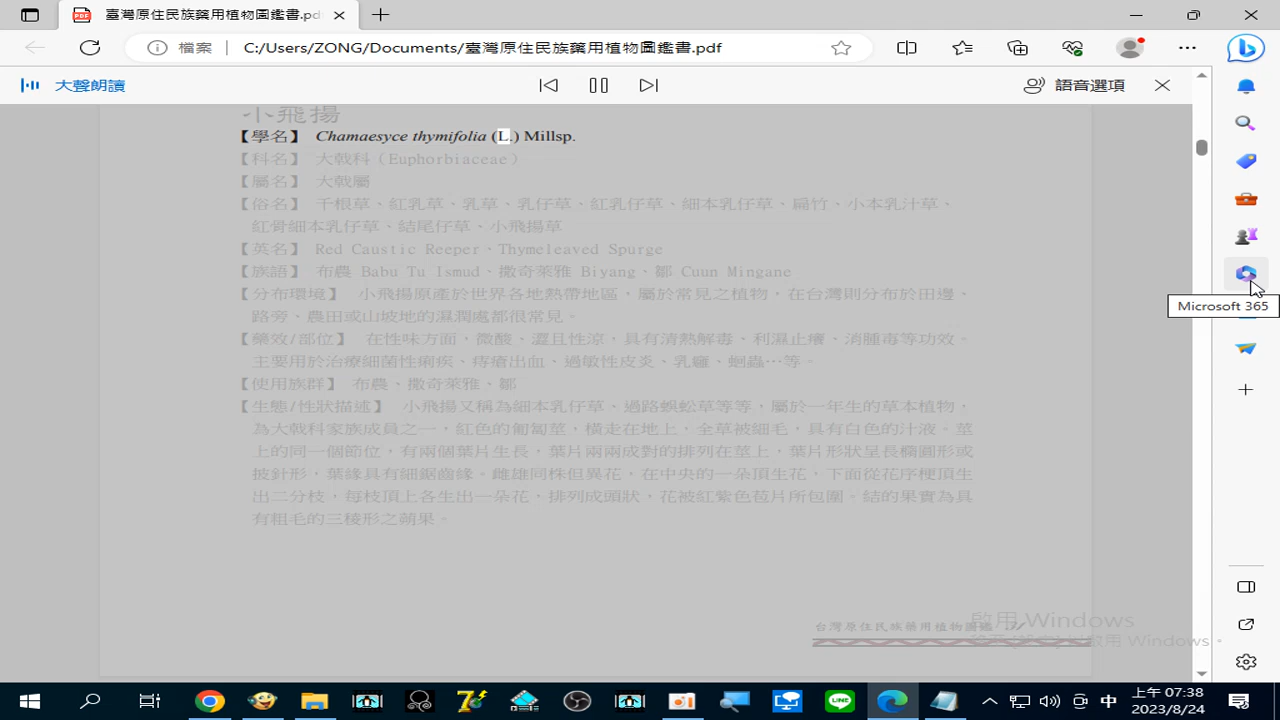 臺灣原住民族藥用植物圖鑑書.pdf
檔案 C:/Users/ZONG/Documents/臺灣原住民族藥用植物圖鑑書.pdf
大聲朗讀
語音選項
小飛揚
【學名】 Chamaesyce thymifolia (L.) Millsp.
【科名】 大戟科（Euphorbiaceae）
【屬名】 大戟屬
【俗名】 千根草、紅乳草、乳草、乳仔草、紅乳仔草、細本乳仔草、扁竹、小本乳汁草、
紅骨細本乳仔草、結尾仔草、小飛揚草
【英名】 Red Caustic Reeper、Thymeleaved Spurge
【族語】 布農 Babu Tu Ismud、撒奇萊雅 Biyang、鄒 Cuun Mingane
【分布環境】 小飛揚原產於世界各地熱帶地區，屬於常見之植物，在台灣則分布於田邊、
路旁、農田或山坡地的濕潤處都很常見。
【藥效/部位】 在性味方面，微酸、澀且性涼，具有清熱解毒、利濕止癢、消腫毒等功效。
主要用於治療細菌性痢疾、痔瘡出血、過敏性皮炎、乳癰、蛔蟲…等。
【使用族群】 布農、撒奇萊雅、鄒
【生態/性狀描述】 小飛揚又稱為細本乳仔草、過路蜈蚣草等等，屬於一年生的草本植物，
為大戟科家族成員之一，紅色的匍匐莖，橫走在地上，全草被細毛，具有白色的汁液。莖
上的同一個節位，有兩個葉片生長，葉片兩兩成對的排列在莖上，葉片形狀呈長橢圓形或
披針形，葉緣具有細鋸齒緣。雌雄同株但異花，在中央的一朵頂生花，下面從花序梗頂生
出二分枝，每枝頂上各生出一朵花，排列成頭狀，花被紅紫色苞片所包圍。結的果實為具
有粗毛的三稜形之蒴果。
台灣原住民族藥用植物圖鑑
啟用 Windows
啟用 Windows。
Microsoft 365
中
上午 07:38
2023/8/24